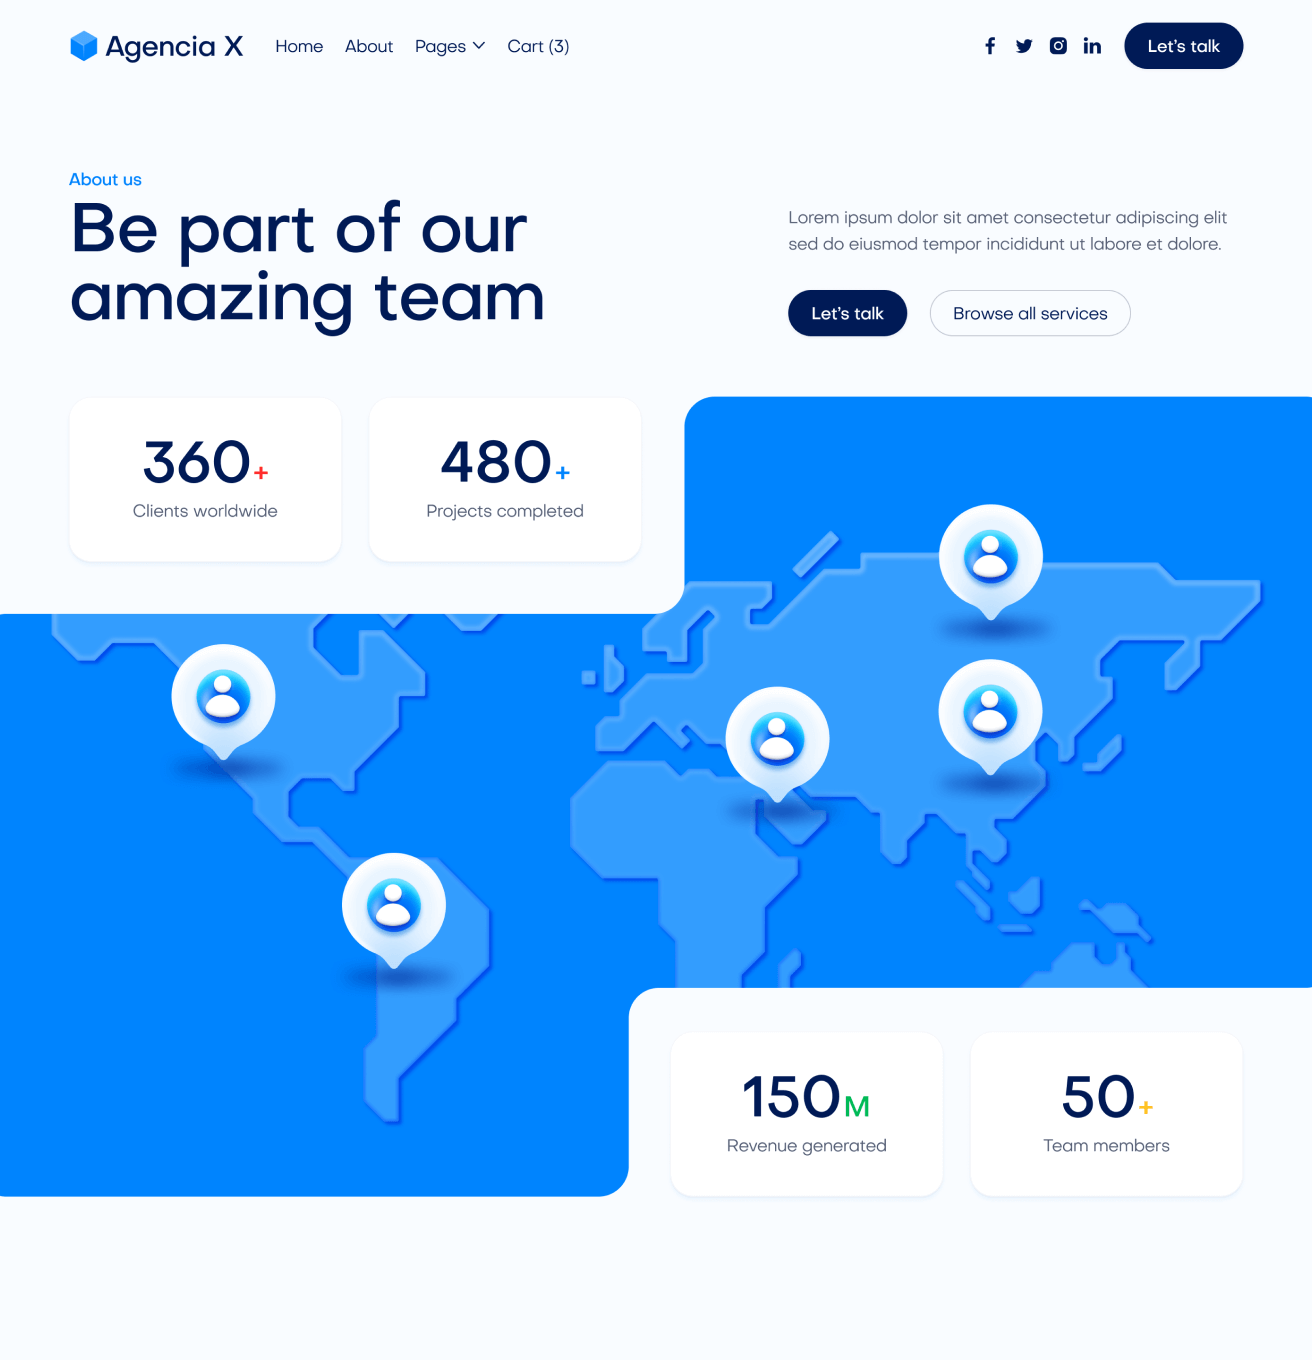 Agencia X
Home
About
Pages
Cart (3)
Let's talk
About us
Be part of our
amazing team
Lorem ipsum dolor sit amet consectetur adipiscing elit
sed do eiusmod tempor incididunt ut labore et dolore.
Let's talk
Browse all services
360+
Clients worldwide
480+
Projects completed
150M
Revenue generated
50+
Team members